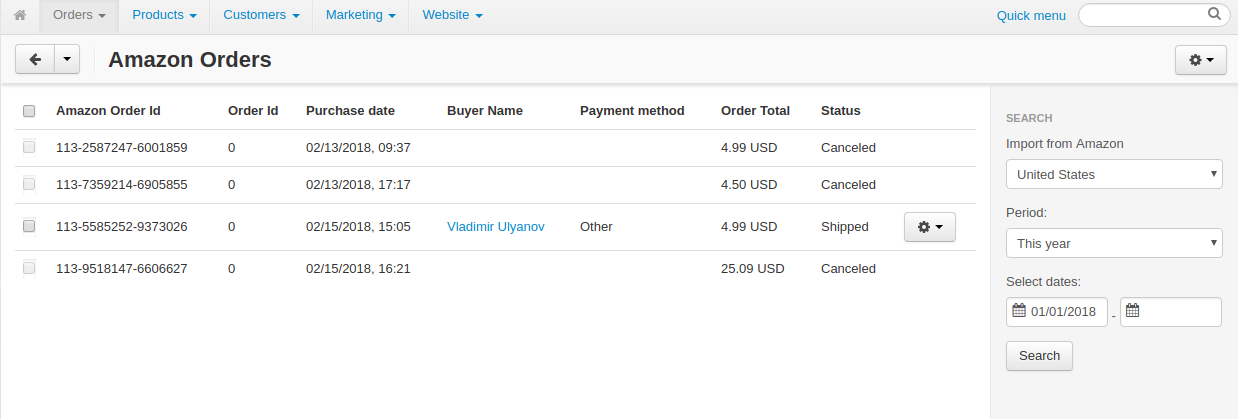 Orders Products Customers Marketing Website Quick menu
Amazon Orders
Amazon Order Id Order Id Purchase date Buyer Name Payment method Order Total Status
113-2587247-6001859 0 02/13/2018, 09:37 4.99 USD Canceled
113-7359214-6905855 0 02/13/2018, 17:17 4.50 USD Canceled
113-5585252-9373026 0 02/15/2018, 15:05 Vladimir Ulyanov Other 4.99 USD Shipped
113-9518147-6606627 0 02/15/2018, 16:21 25.09 USD Canceled
SEARCH
Import from Amazon
United States
Period:
This year
Select dates:
01/01/2018 -
Search